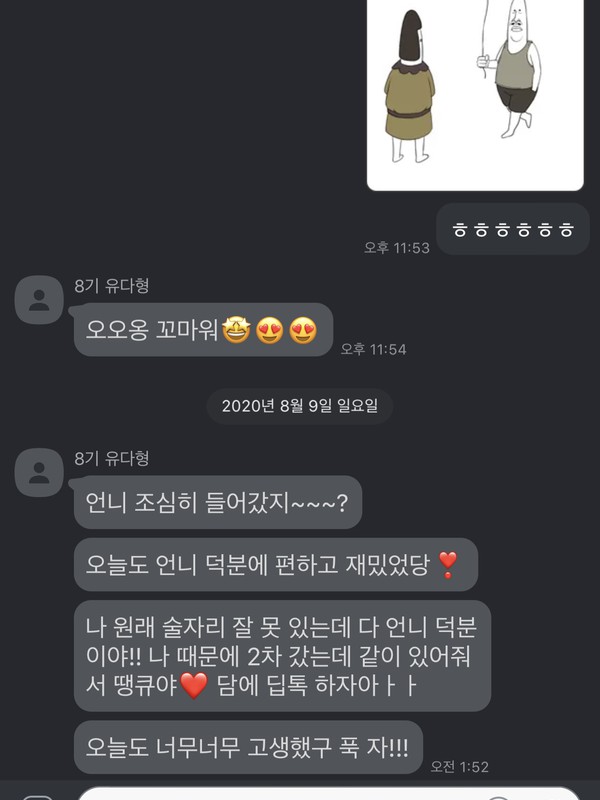 ㅎㅎㅎㅎㅎㅎ
오후 11:53
8기 유다형
오오옹 꼬마워🤩😍😍
오후 11:54
2020년 8월 9일 일요일
8기 유다형
언니 조심히 들어갔지~~~?
오늘도 언니 덕분에 편하고 재밌었당❣️
나 원래 술자리 잘 못 있는데 다 언니 덕분
이야!! 나 때문에 2차 갔는데 같이 있어줘
서 땡큐야❤️ 담에 딥톡 하자아ㅏㅏ
오늘도 너무너무 고생했구 푹 자!!!
오전 1:52